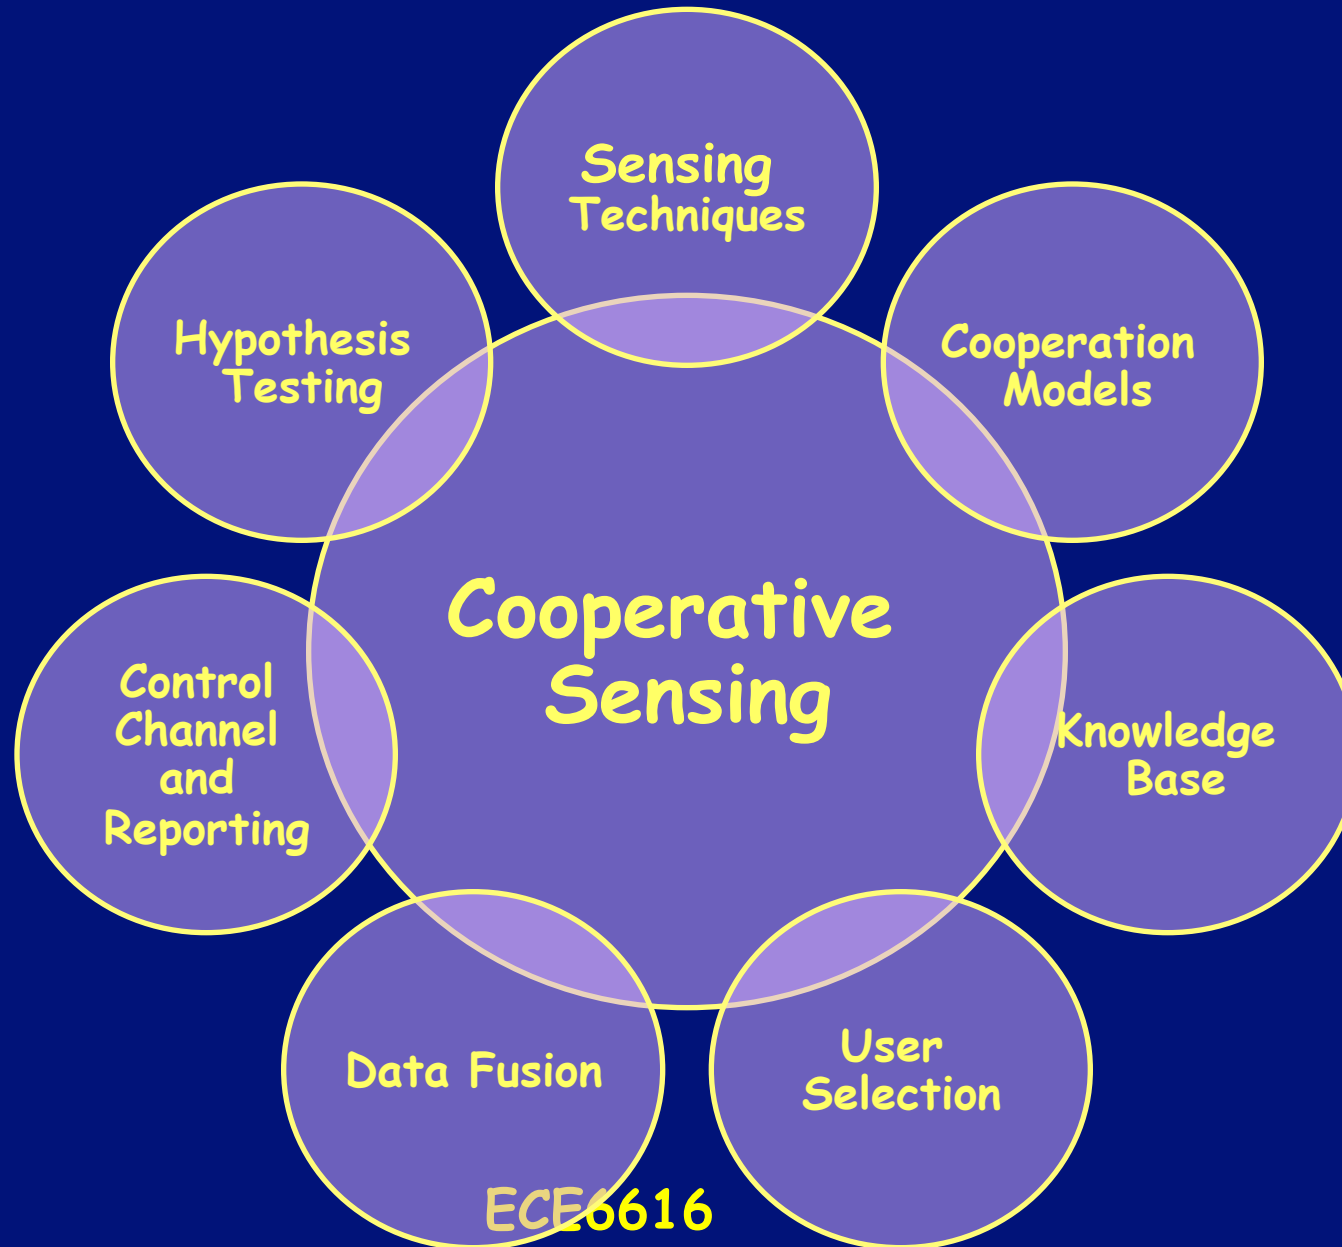 Sensing
Techniques
Hypothesis
Testing
Cooperation
Models
Cooperative
Sensing
Control
Channel
and
Reporting
Knowledge
Base
Data Fusion
User
Selection
ECE6616